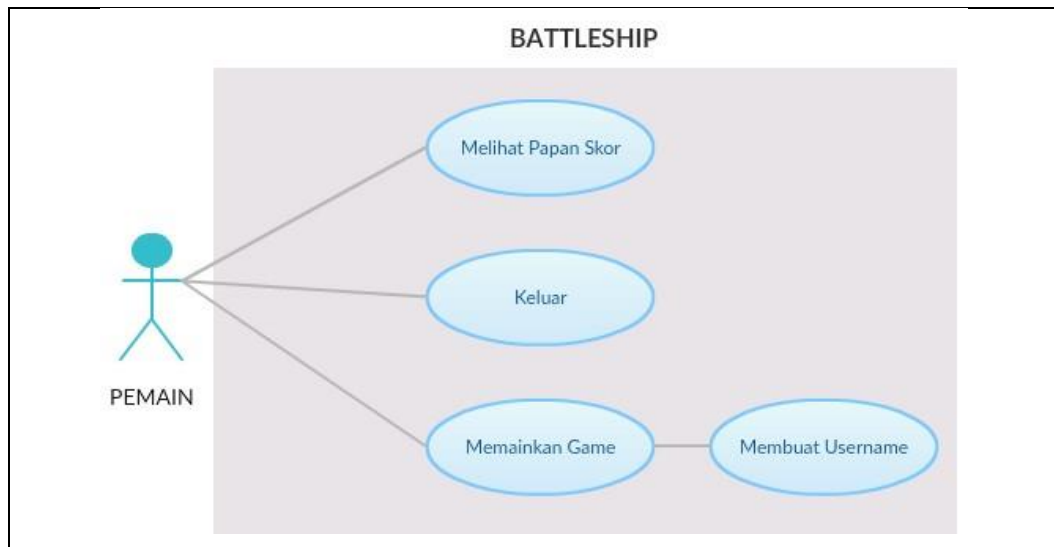 BATTLESHIP
Melihat Papan Skor
Keluar
PEMAIN
Memainkan Game
Membuat Username